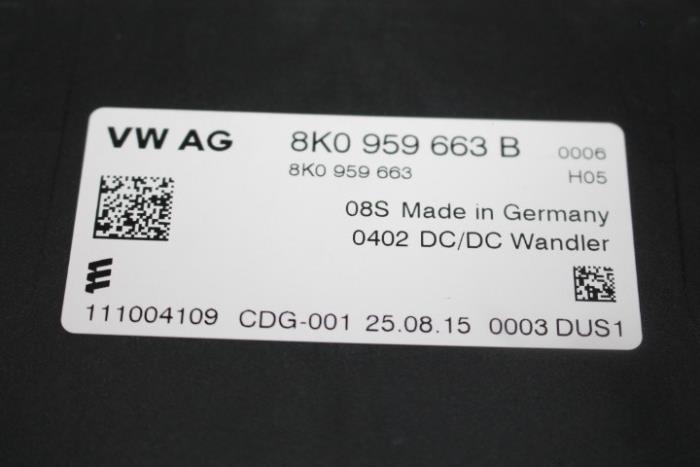 VW AG 8K0 959 663 B 0006
8K0 959 663 H05
08S Made in Germany
0402 DC/DC Wandler
111004109 CDG-001 25.08.15 0003 DUS1